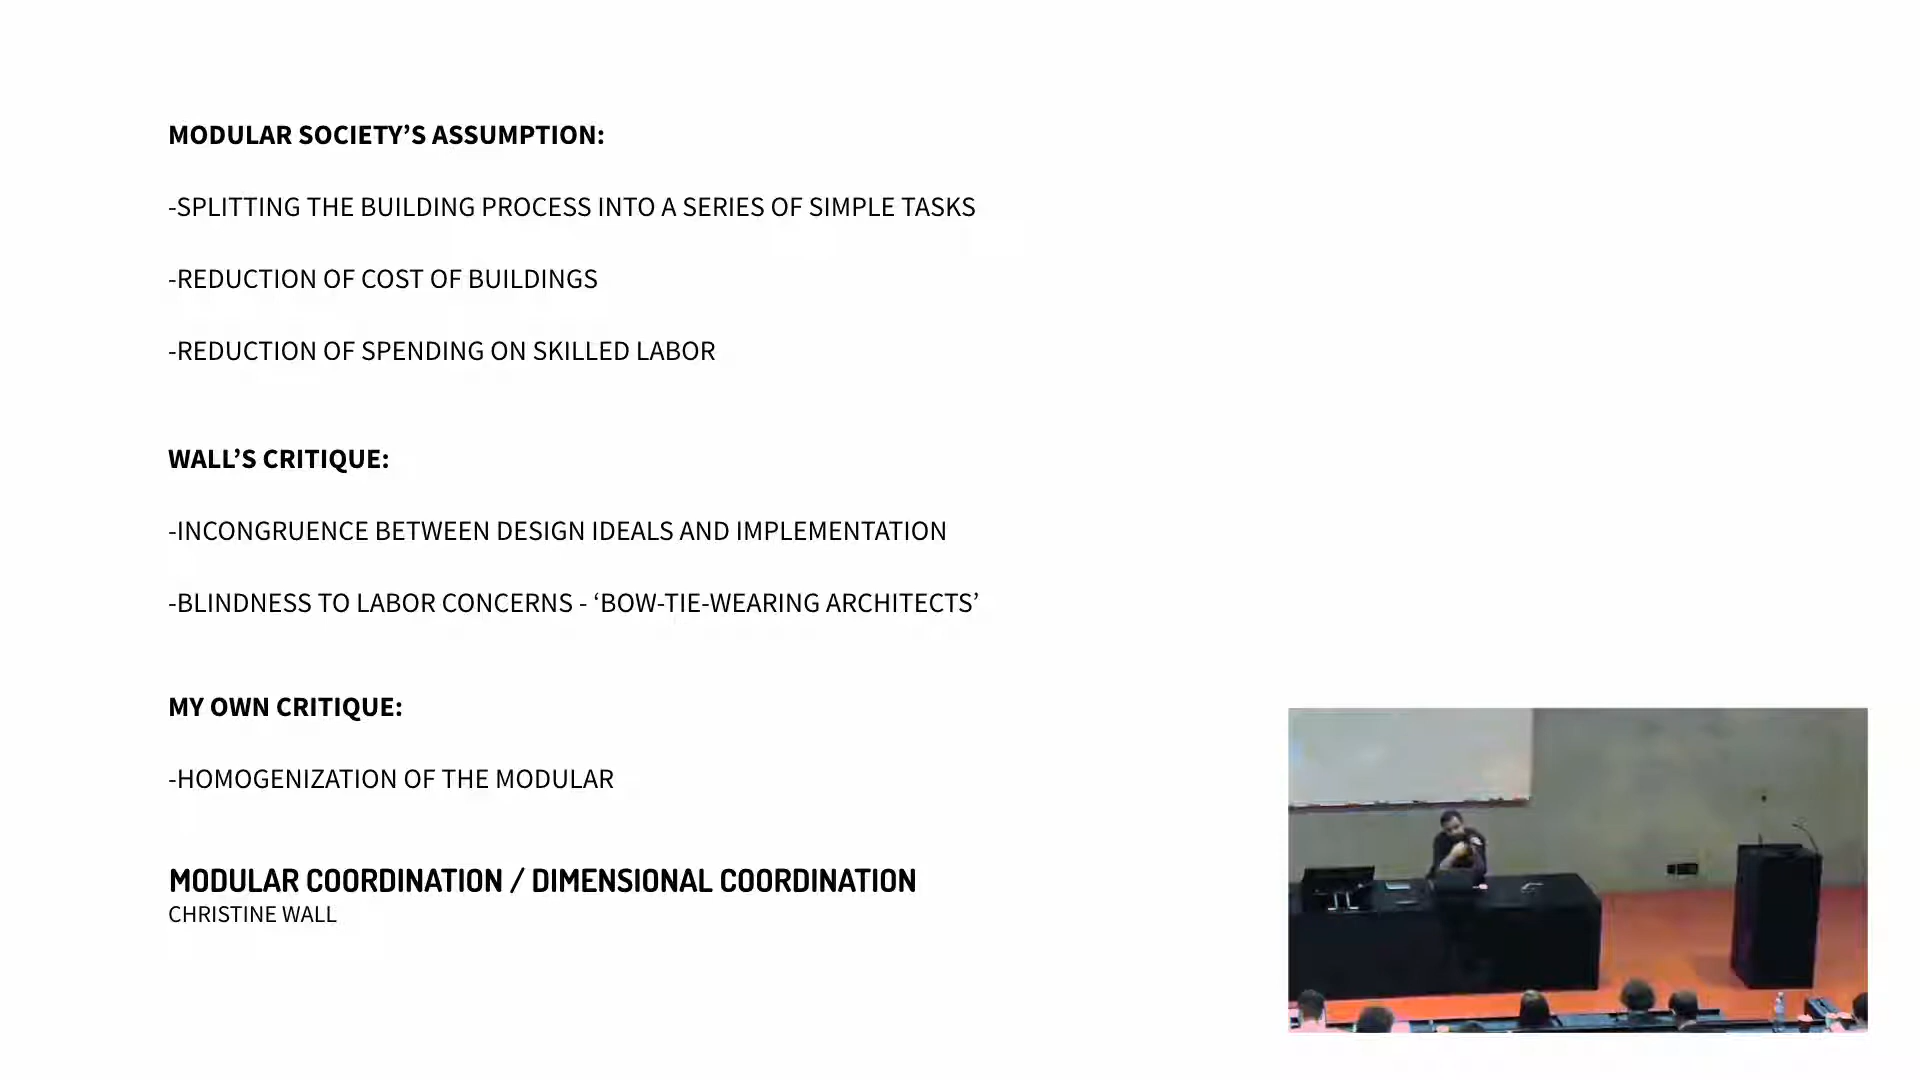 MODULAR SOCIETY’S ASSUMPTION:
-SPLITTING THE BUILDING PROCESS INTO A SERIES OF SIMPLE TASKS
-REDUCTION OF COST OF BUILDINGS
-REDUCTION OF SPENDING ON SKILLED LABOR
WALL’S CRITIQUE:
-INCONGRUENCE BETWEEN DESIGN IDEALS AND IMPLEMENTATION
-BLINDNESS TO LABOR CONCERNS - ‘BOW-TIE-WEARING ARCHITECTS’
MY OWN CRITIQUE:
-HOMOGENIZATION OF THE MODULAR
MODULAR COORDINATION / DIMENSIONAL COORDINATION
CHRISTINE WALL